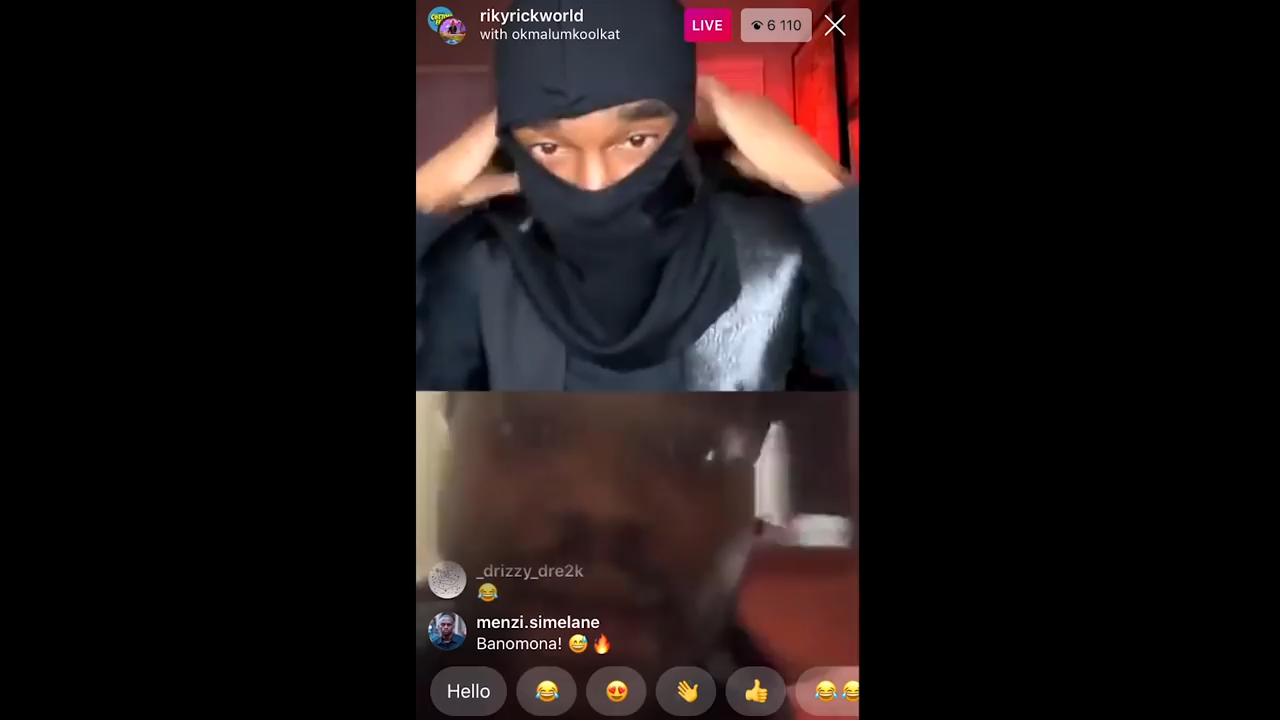 rikyrickworld
with okmalumkoolkat
LIVE
6 110
_drizzy_dre2k
😂
menzi.simelane
Banomona! 😅🔥
Hello 😂 😍 👋 👍 😂😂